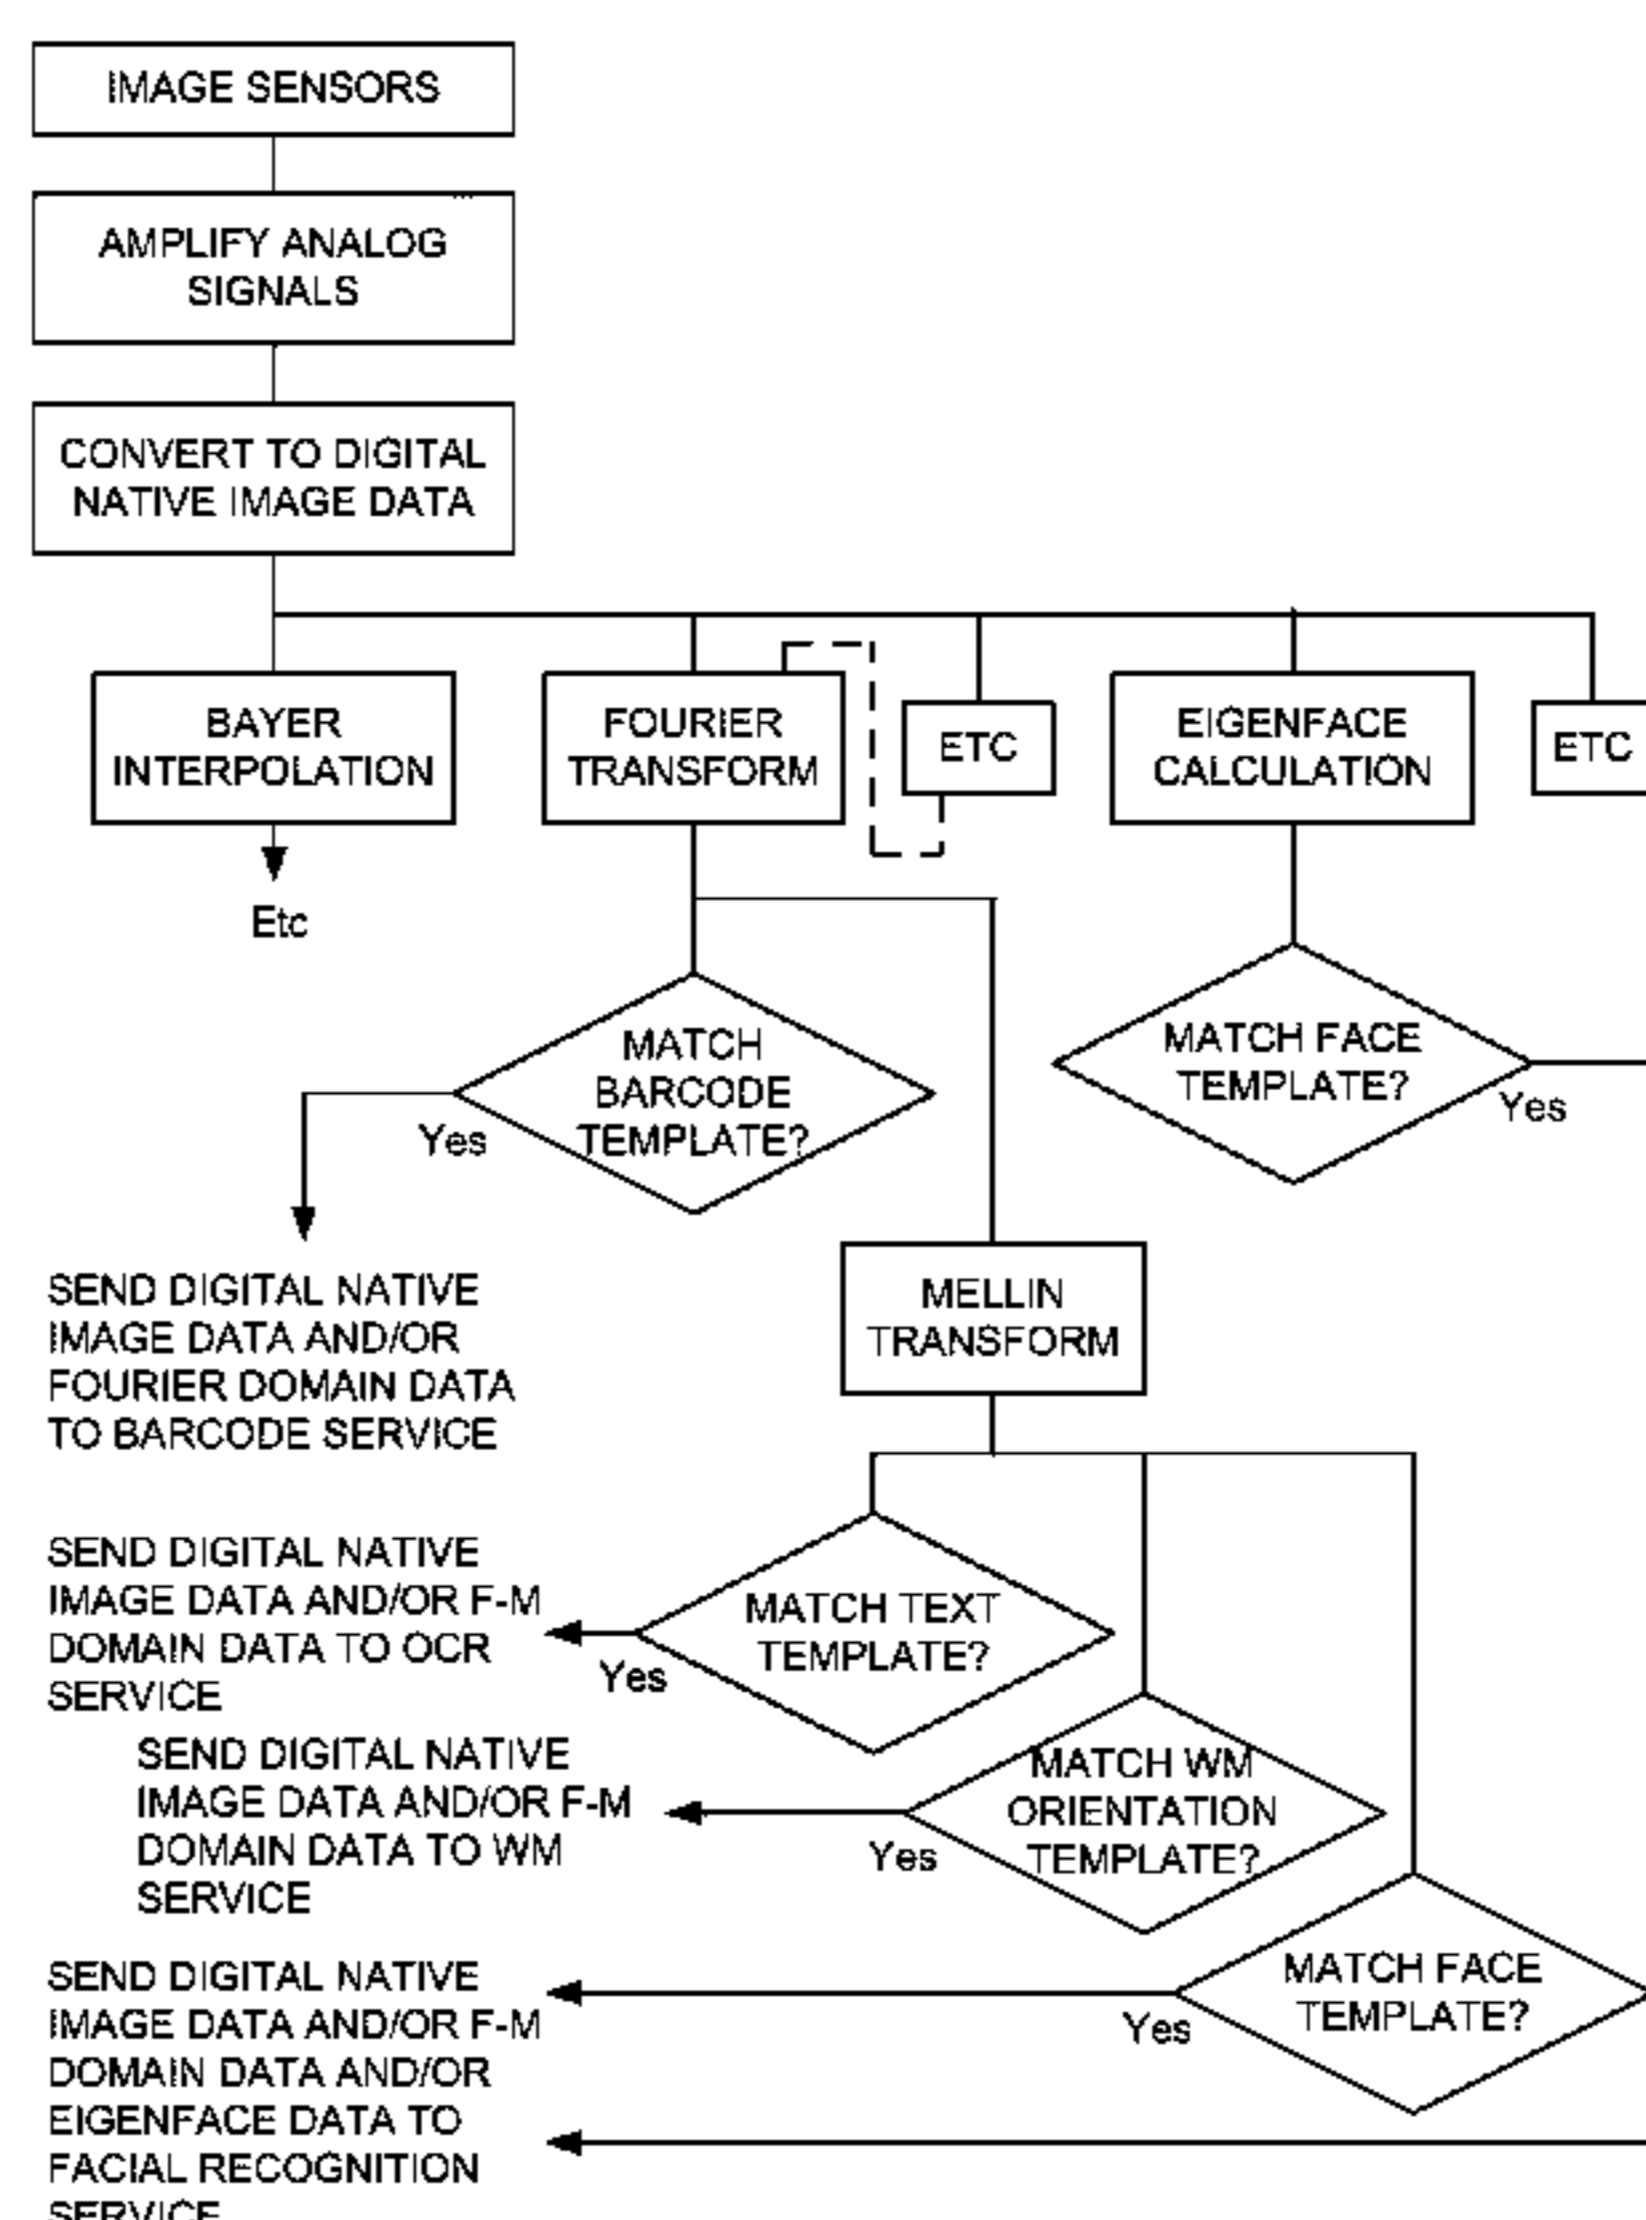 IMAGE SENSORS
AMPLIFY ANALOG
SIGNALS
CONVERT TO DIGITAL
NATIVE IMAGE DATA
BAYER
INTERPOLATION
FOURIER
TRANSFORM
ETC
EIGENFACE
CALCULATION
ETC
Etc
MATCH
BARCODE
TEMPLATE?
Yes
MATCH FACE
TEMPLATE?
Yes
SEND DIGITAL NATIVE
IMAGE DATA AND/OR
FOURIER DOMAIN DATA
TO BARCODE SERVICE
MELLIN
TRANSFORM
SEND DIGITAL NATIVE
IMAGE DATA AND/OR F-M
DOMAIN DATA TO OCR
SERVICE
MATCH TEXT
TEMPLATE?
Yes
SEND DIGITAL NATIVE
IMAGE DATA AND/OR F-M
DOMAIN DATA TO WM
SERVICE
MATCH WM
ORIENTATION
TEMPLATE?
Yes
SEND DIGITAL NATIVE
IMAGE DATA AND/OR F-M
DOMAIN DATA AND/OR
EIGENFACE DATA TO
FACIAL RECOGNITION
SERVICE
MATCH FACE
TEMPLATE?
Yes